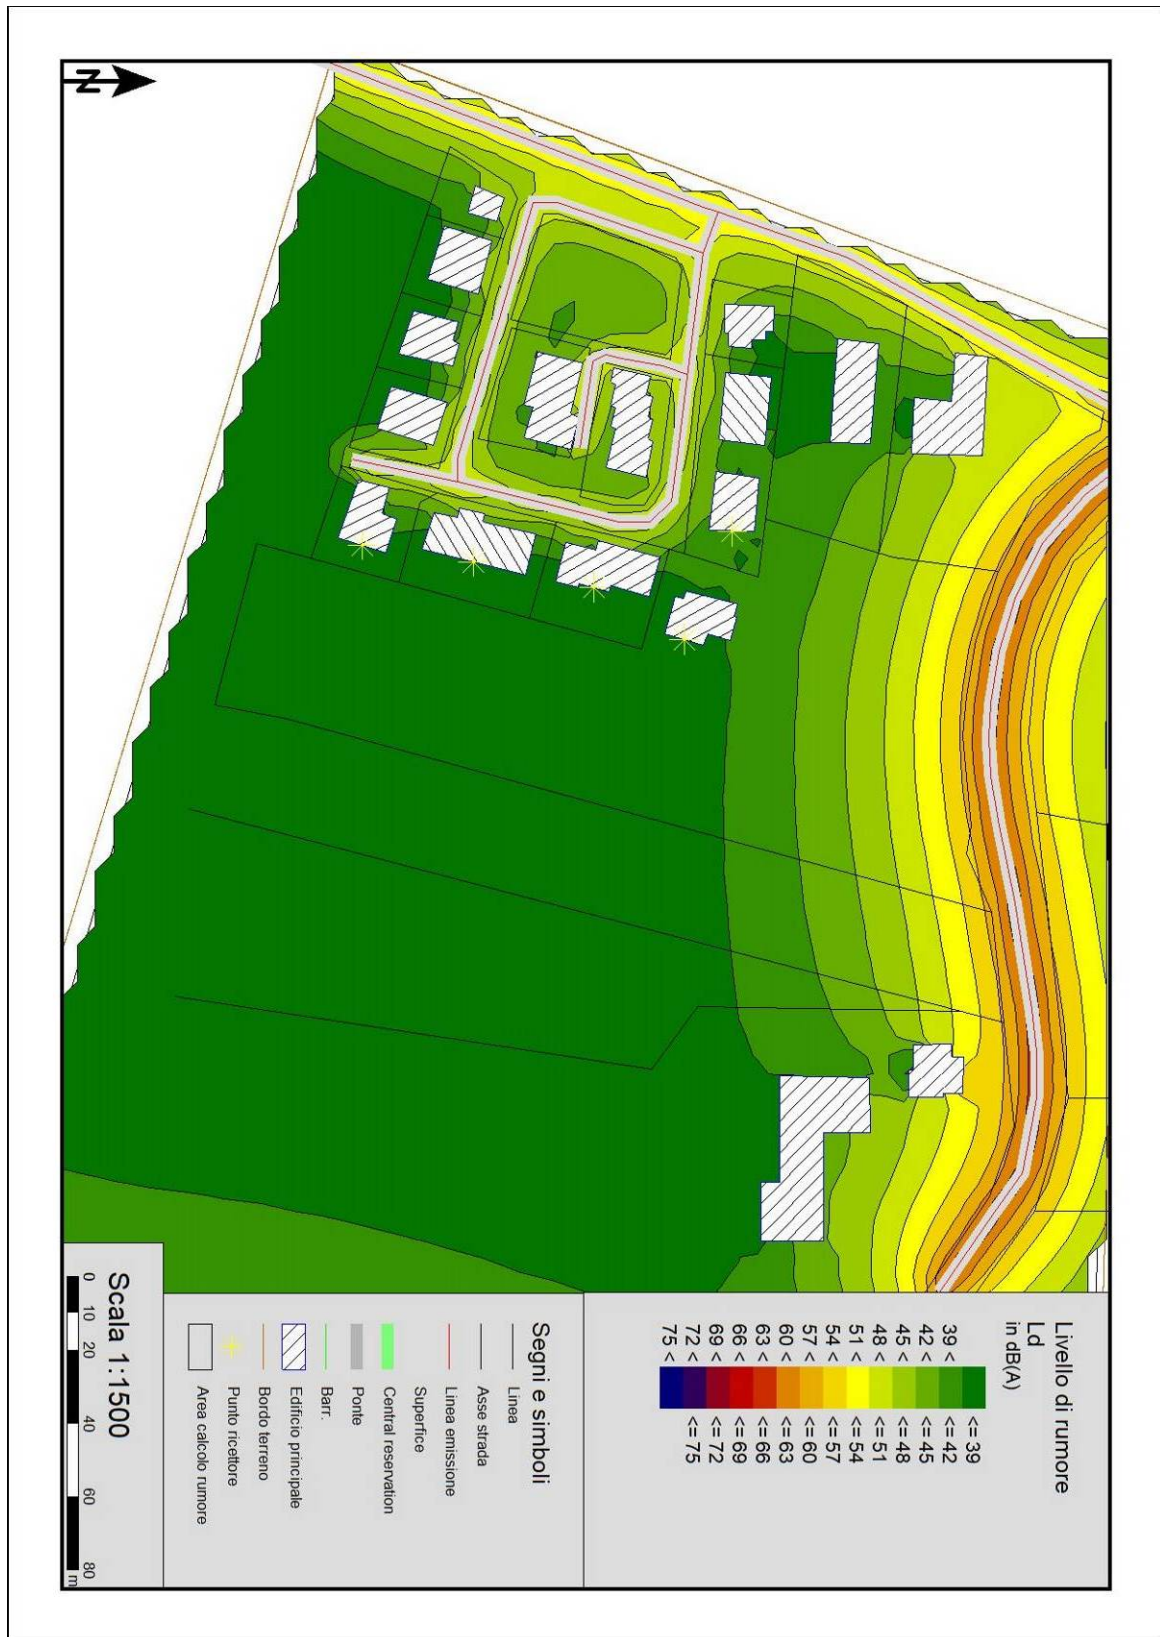 N
Livello di rumore
Ld
in dB(A)
<= 39
39 < <= 42
42 < <= 45
45 < <= 48
48 < <= 51
51 < <= 54
54 < <= 57
57 < <= 60
60 < <= 63
63 < <= 66
66 < <= 69
69 < <= 72
72 < <= 75
75 <
Segni e simboli
Linea
Asse strada
Linea emissione
Superfice
Central reservation
Ponte
Barr.
Edificio principale
Bordo terreno
Punto ricettore
Area calcolo rumore
Scala 1:1500
0 10 20 40 60 80
m